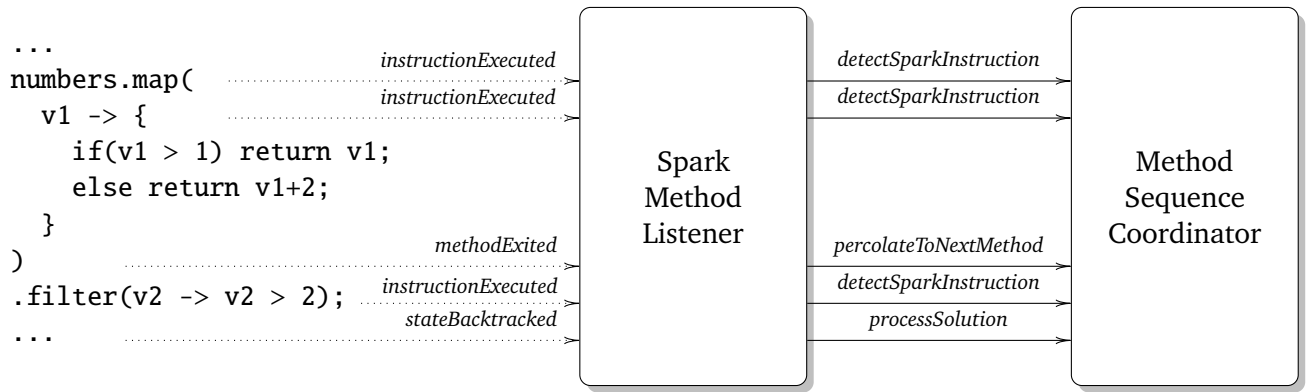 ...
numbers.map(
v1 -> {
if(v1 > 1) return v1;
else return v1+2;
}
)
.filter(v2 -> v2 > 2);
...
instructionExecuted
instructionExecuted
methodExited
instructionExecuted
stateBacktracked
Spark
Method
Listener
detectSparkInstruction
detectSparkInstruction
percolateToNextMethod
detectSparkInstruction
processSolution
Method
Sequence
Coordinator